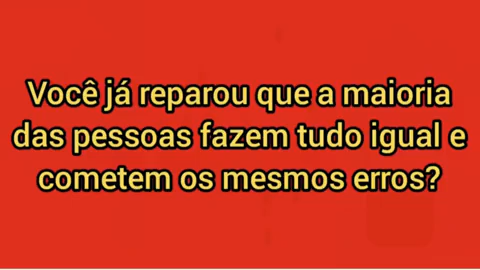 Você já reparou que a maioria
das pessoas fazem tudo igual e
cometem os mesmos erros?